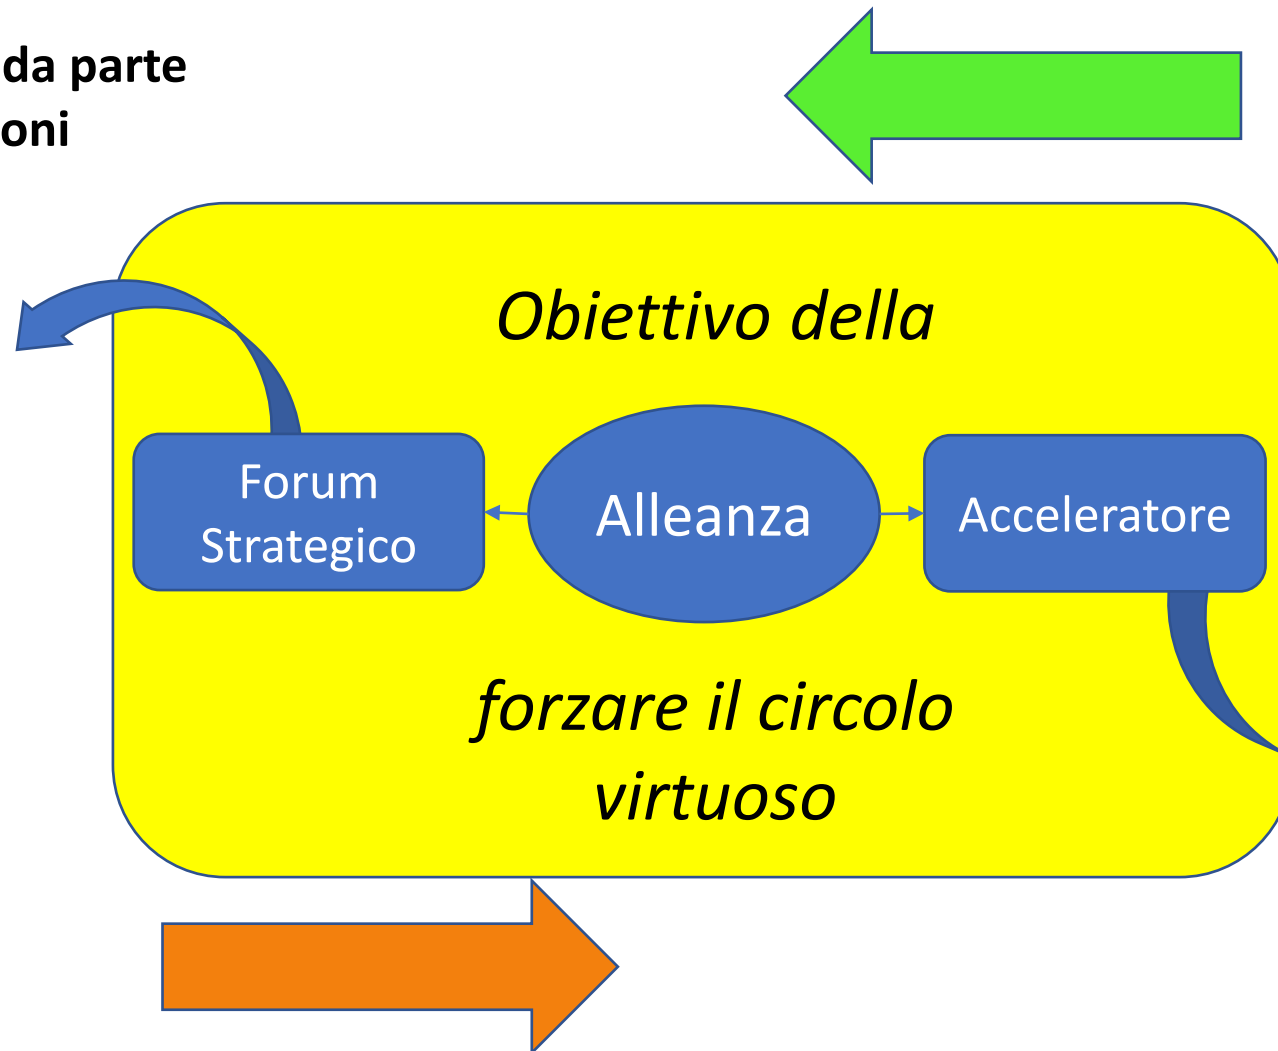 da parte
oni
Obiettivo della
Forum
Strategico
Alleanza
Acceleratore
forzare il circolo
virtuoso